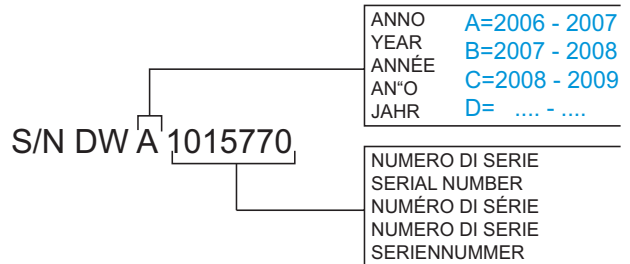 ANNO
YEAR
ANNÉE
AN“O
JAHR
A=2006 - 2007
B=2007 - 2008
C=2008 - 2009
D= .... - ....
S/N DW A 1015770
NUMERO DI SERIE
SERIAL NUMBER
NUMÉRO DI SÉRIE
NUMERO DI SERIE
SERIENNUMMER